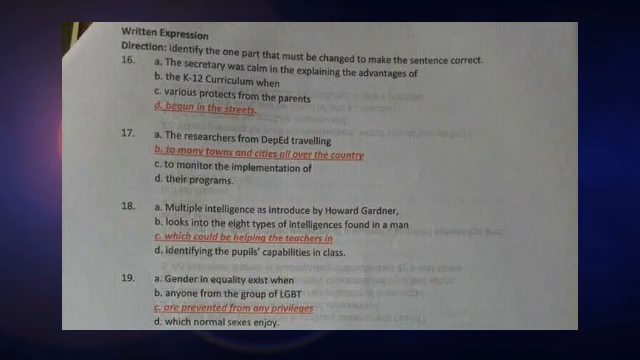 Written Expression
Direction: identify the one part that must be changed to make the sentence correct.
16. a. The secretary was calm in the explaining the advantages of
b. the K-12 Curriculum when
c. various protects from the parents
d. begun in the streets.
17. a. The researchers from DepEd travelling
b. to many towns and cities all over the country
c. to monitor the implementation of
d. their programs.
18. a. Multiple intelligence as introduce by Howard Gardner,
b. looks into the eight types of intelligences found in a man
c. which could be helping the teachers in
d. identifying the pupils' capabilities in class.
19. a. Gender in equality exist when
b. anyone from the group of LGBT
c. are prevented from any privileges
d. which normal sexes enjoy.